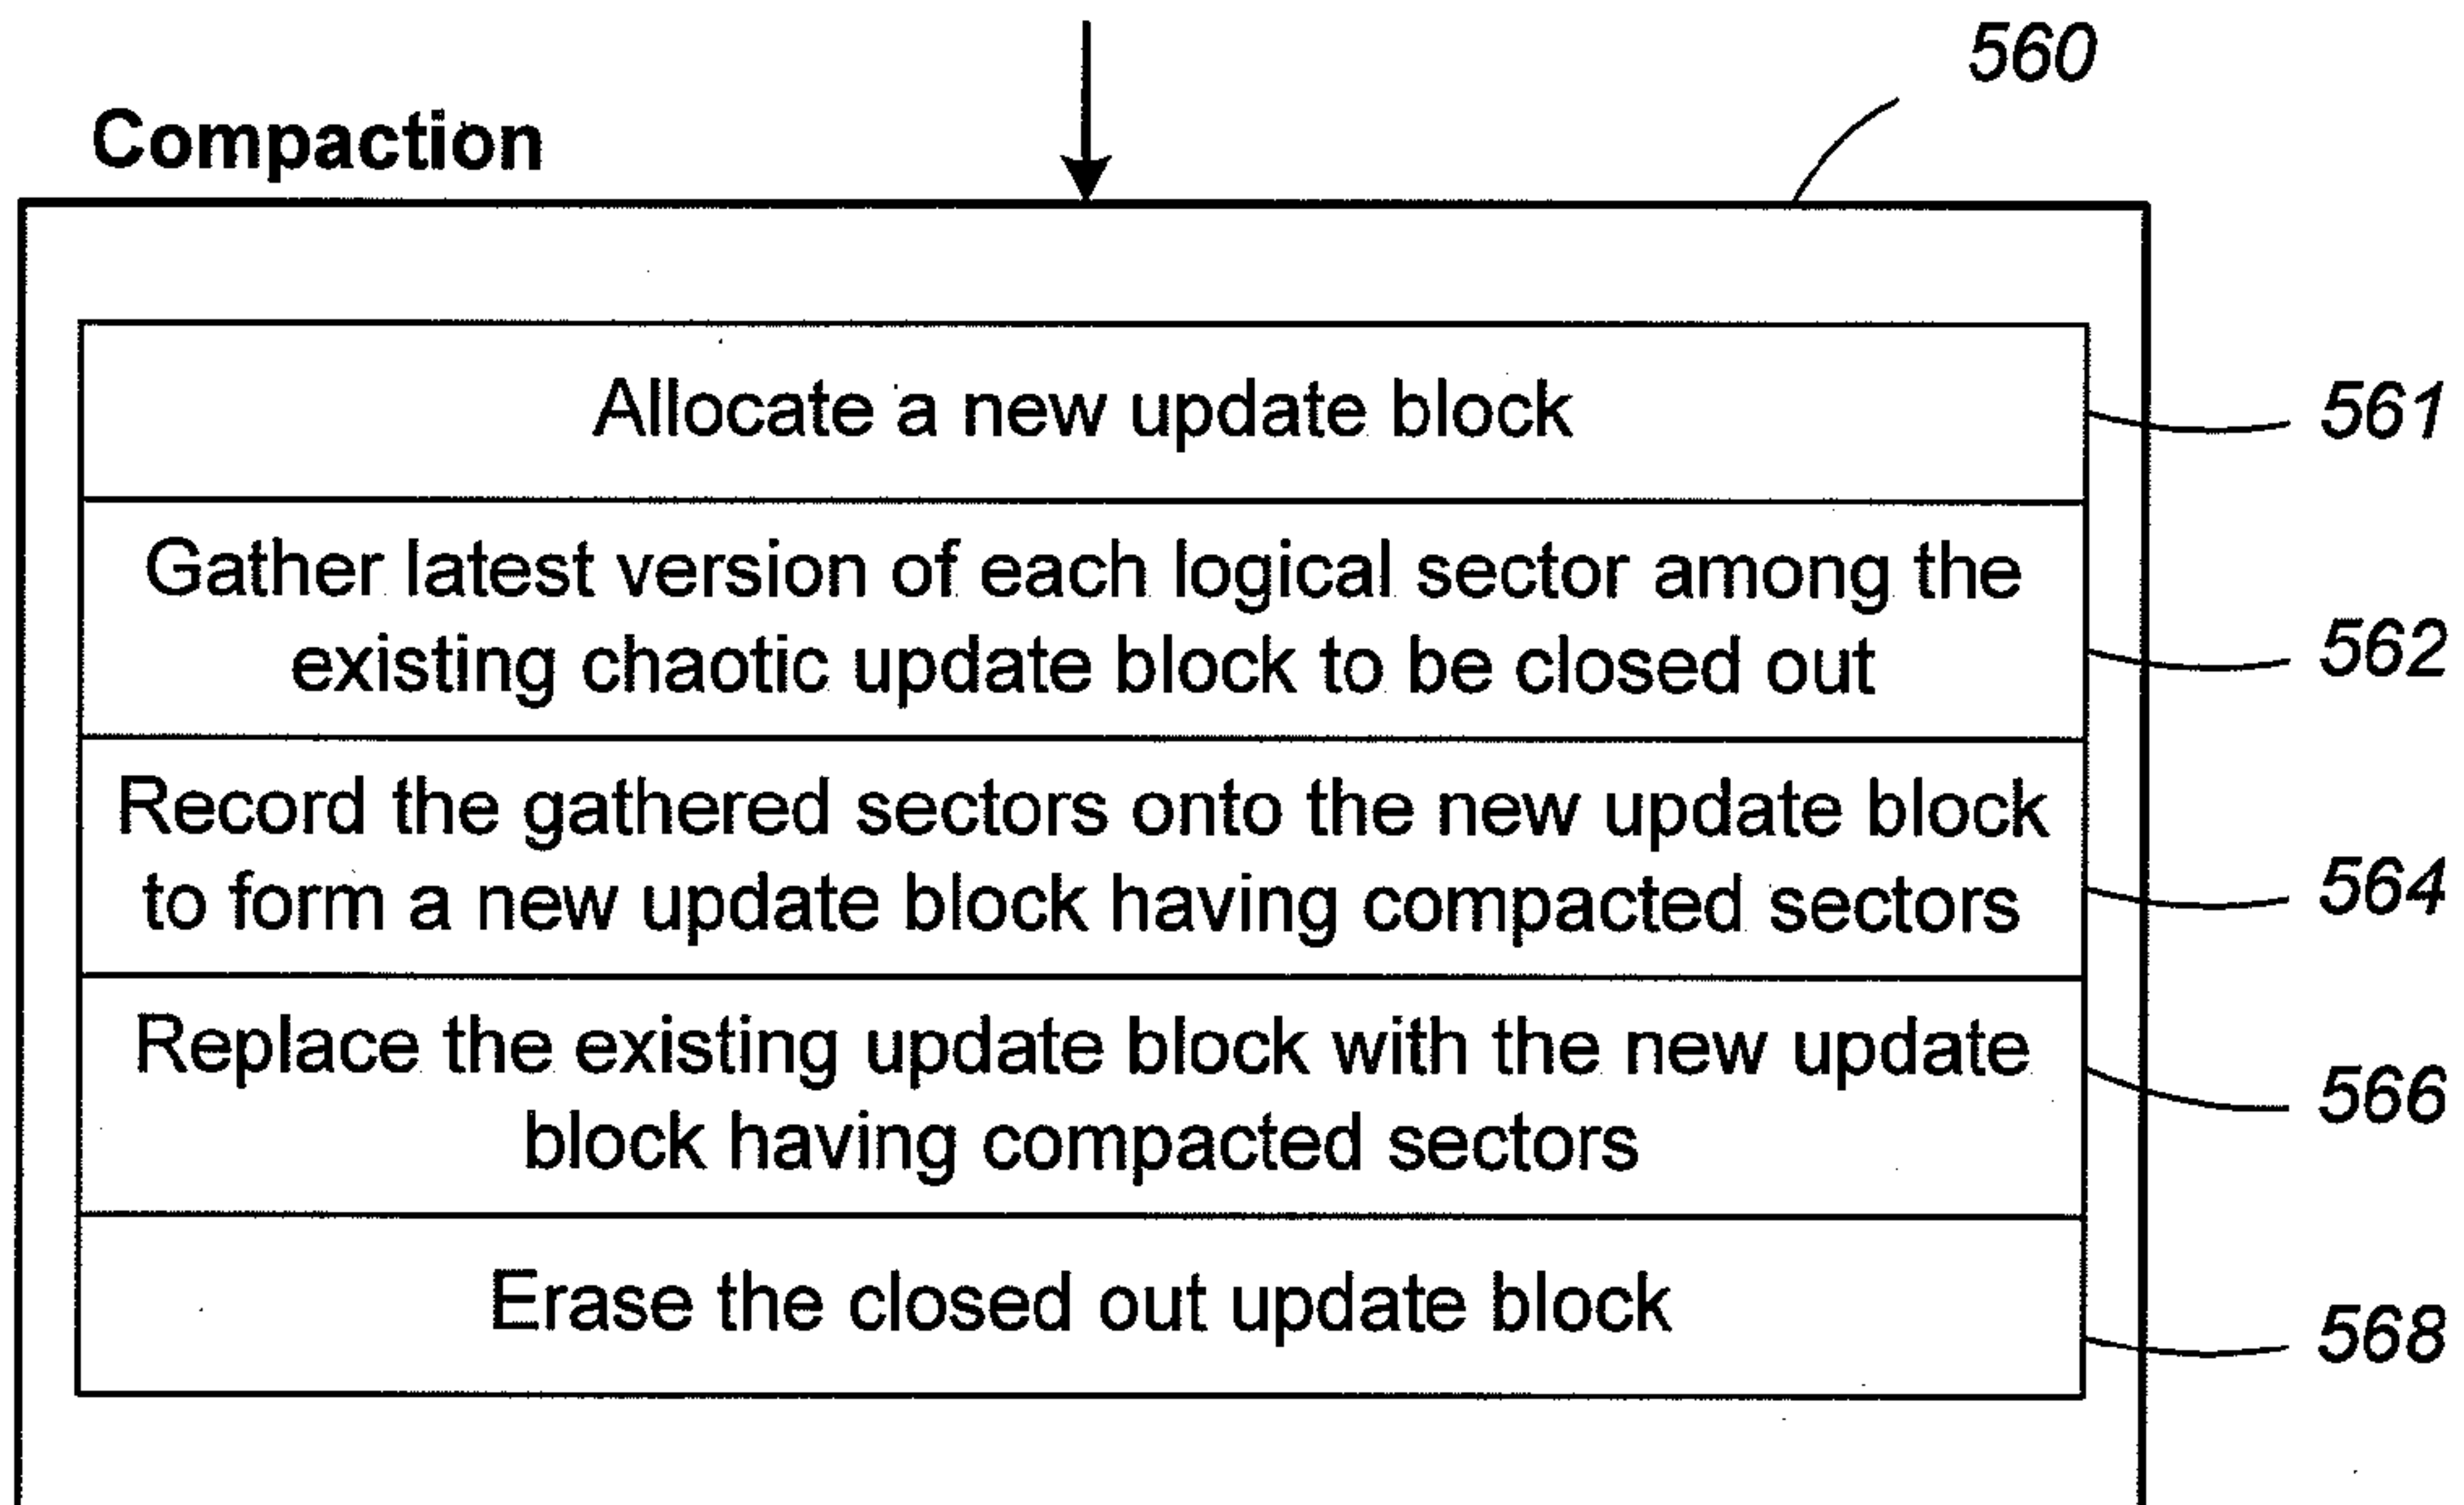 560
Compaction
Allocate a new update block
561
Gather latest version of each logical sector among the
existing chaotic update block to be closed out
562
Record the gathered sectors onto the new update block
to form a new update block having compacted sectors
564
Replace the existing update block with the new update
block having compacted sectors
566
Erase the closed out update block
568